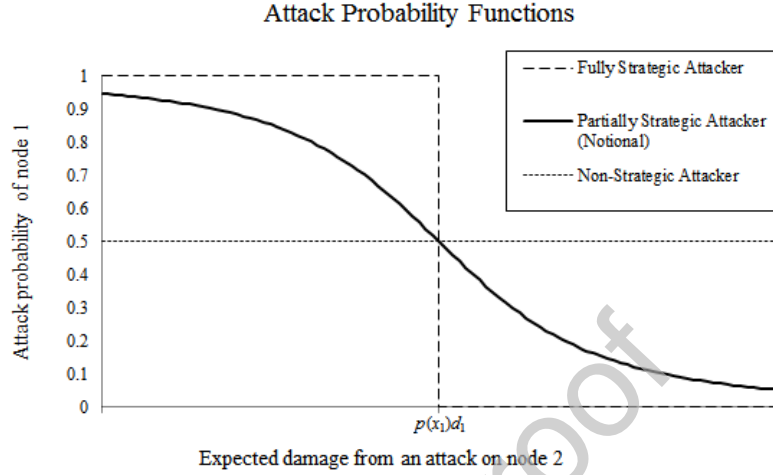 Attack Probability Functions
Fully Strategic Attacker
Partially Strategic Attacker
(Notional)
Non-Strategic Attacker
Attack probability of node 1
1
0.9
0.8
0.7
0.6
0.5
0.4
0.3
0.2
0.1
0
p(x₁)d₁
Expected damage from an attack on node 2
roof